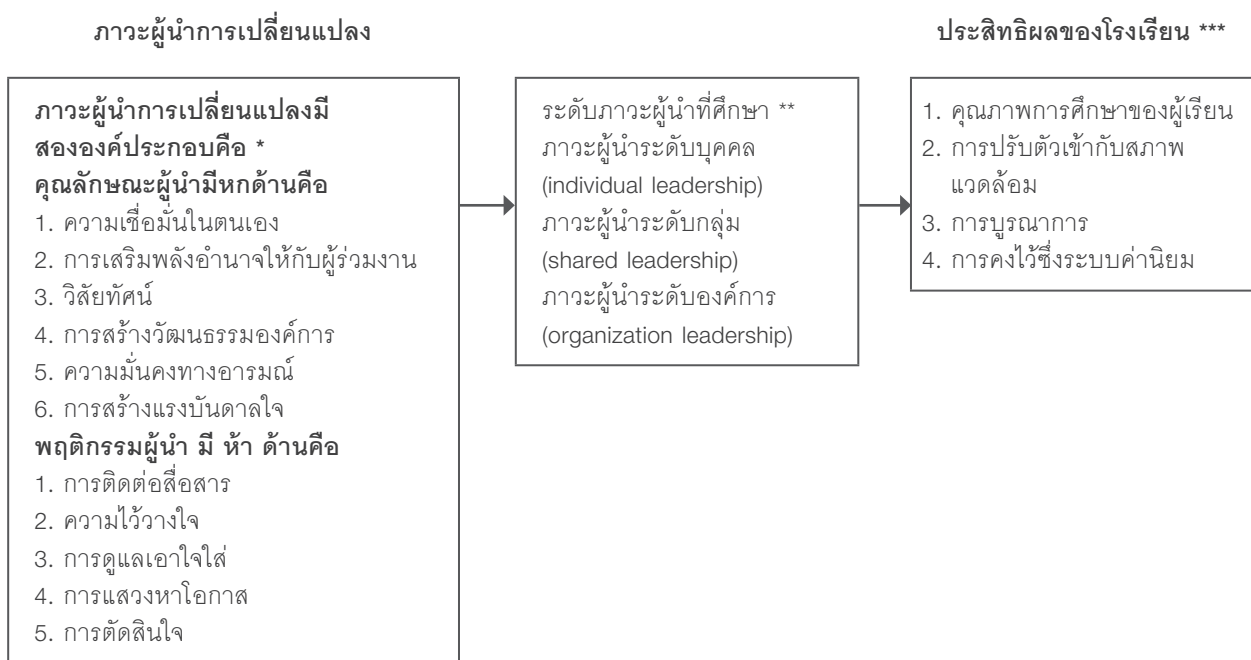 ภาวะผู้นำการเปลี่ยนแปลง
ประสิทธิผลของโรงเรียน ***
ภาวะผู้นำการเปลี่ยนแปลงมี
สององค์ประกอบคือ *
คุณลักษณะผู้นำมีหกด้านคือ
1. ความเชื่อมั่นในตนเอง
2. การเสริมพลังอำนาจให้กับผู้ร่วมงาน
3. วิสัยทัศน์
4. การสร้างวัฒนธรรมองค์การ
5. ความมั่นคงทางอารมณ์
6. การสร้างแรงบันดาลใจ
พฤติกรรมผู้นำ มี ห้า ด้านคือ
1. การติดต่อสื่อสาร
2. ความไว้วางใจ
3. การดูแลเอาใจใส่
4. การแสวงหาโอกาส
5. การตัดสินใจ
ระดับภาวะผู้นำที่ศึกษา **
ภาวะผู้นำระดับบุคคล
(individual leadership)
ภาวะผู้นำระดับกลุ่ม
(shared leadership)
ภาวะผู้นำระดับองค์การ
(organization leadership)
1. คุณภาพการศึกษาของผู้เรียน
2. การปรับตัวเข้ากับสภาพ
แวดล้อม
3. การบูรณาการ
4. การคงไว้ซึ่งระบบค่านิยม